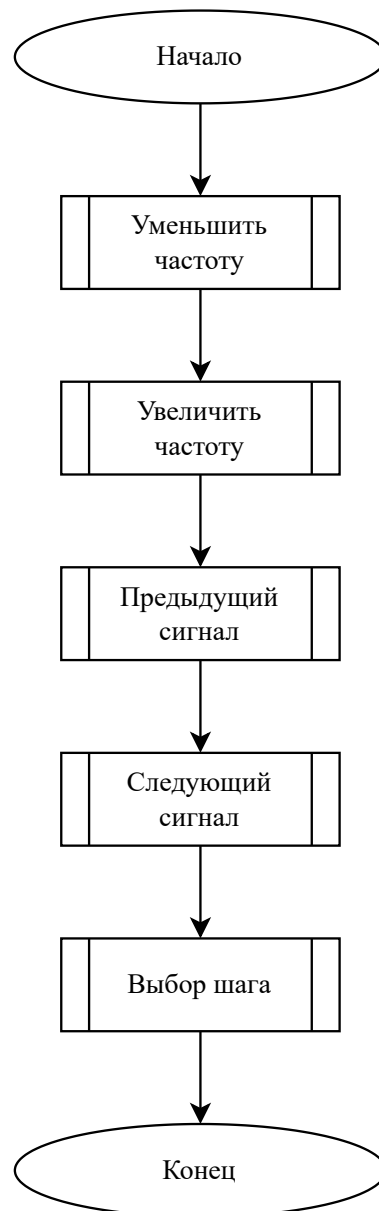 Начало
Уменьшить
частоту
Увеличить
частоту
Предыдущий
сигнал
Следующий
сигнал
Выбор шага
Конец